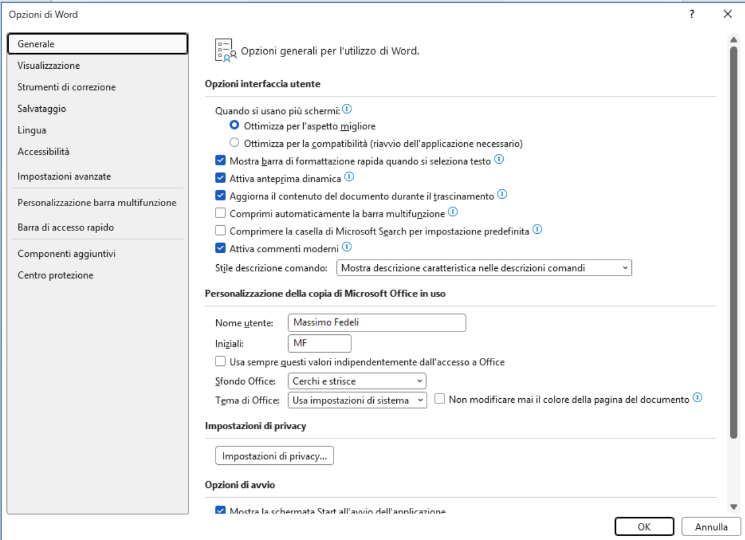 Opzioni di Word
?
Generale
Visualizzazione
Strumenti di correzione
Salvataggio
Lingua
Accessibilità
Impostazioni avanzate
Personalizzazione barra multifunzione
Barra di accesso rapido
Componenti aggiuntivi
Centro protezione
Opzioni generali per l'utilizzo di Word.
Opzioni interfaccia utente
Quando si usano più schermi:
Ottimizza per l'aspetto migliore
Ottimizza per la compatibilità (riavvio dell'applicazione necessario)
Mostra barra di formattazione rapida quando si seleziona testo
Attiva anteprima dinamica
Aggiorna il contenuto del documento durante il trascinamento
Comprimi automaticamente la barra multifunzione
Comprimere la casella di Microsoft Search per impostazione predefinita
Attiva commenti moderni
Stile descrizione comando: Mostra descrizione caratteristica nelle descrizioni comandi
Personalizzazione della copia di Microsoft Office in uso
Nome utente: Massimo Fedeli
Iniziali: MF
Usa sempre questi valori indipendentemente dall'accesso a Office
Sfondo Office: Cerchi e strisce
Tema di Office: Usa impostazioni di sistema Non modificare mai il colore della pagina del documento
Impostazioni di privacy
Impostazioni di privacy...
Opzioni di avvio
Mostra la schermata Start all'avvio dell'applicazione
OK Annulla